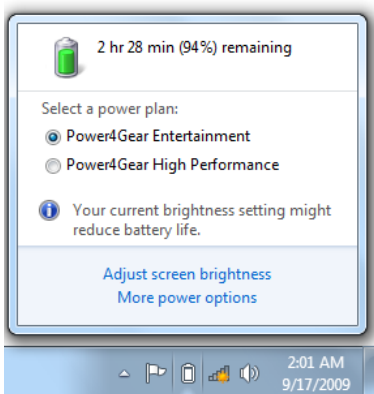 2 hr 28 min (94%) remaining
Select a power plan:
Power4Gear Entertainment
Power4Gear High Performance
Your current brightness setting might
reduce battery life.
Adjust screen brightness
More power options
2:01 AM
9/17/2009